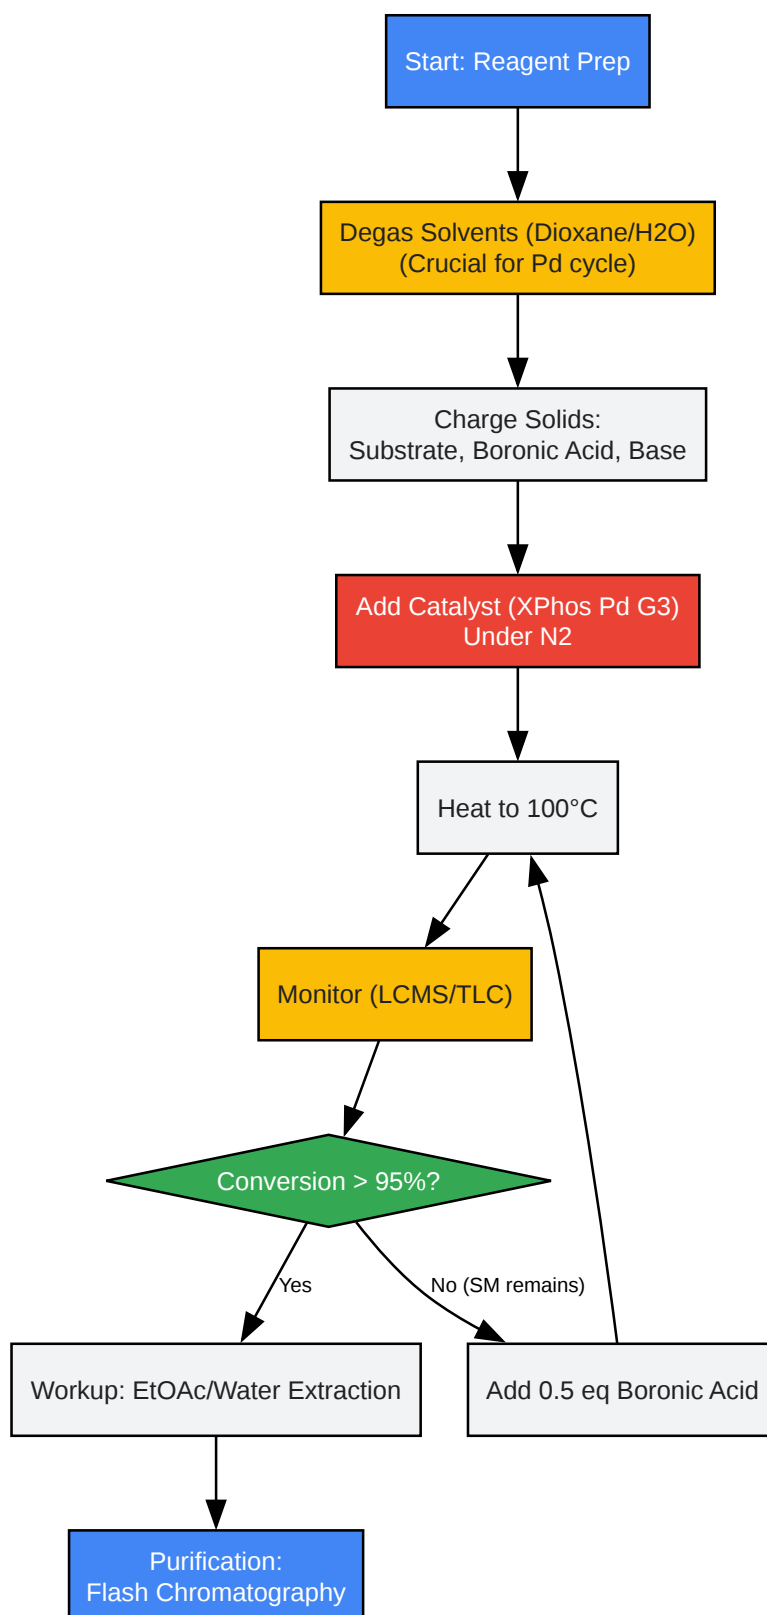 Start: Reagent Prep
Degas Solvents (Dioxane/H2O)
(Crucial for Pd cycle)
Charge Solids:
Substrate, Boronic Acid, Base
Add Catalyst (XPhos Pd G3)
Under N2
Heat to 100°C
Monitor (LCMS/TLC)
Conversion > 95%?
Yes
No (SM remains)
Workup: EtOAc/Water Extraction
Add 0.5 eq Boronic Acid
Purification:
Flash Chromatography